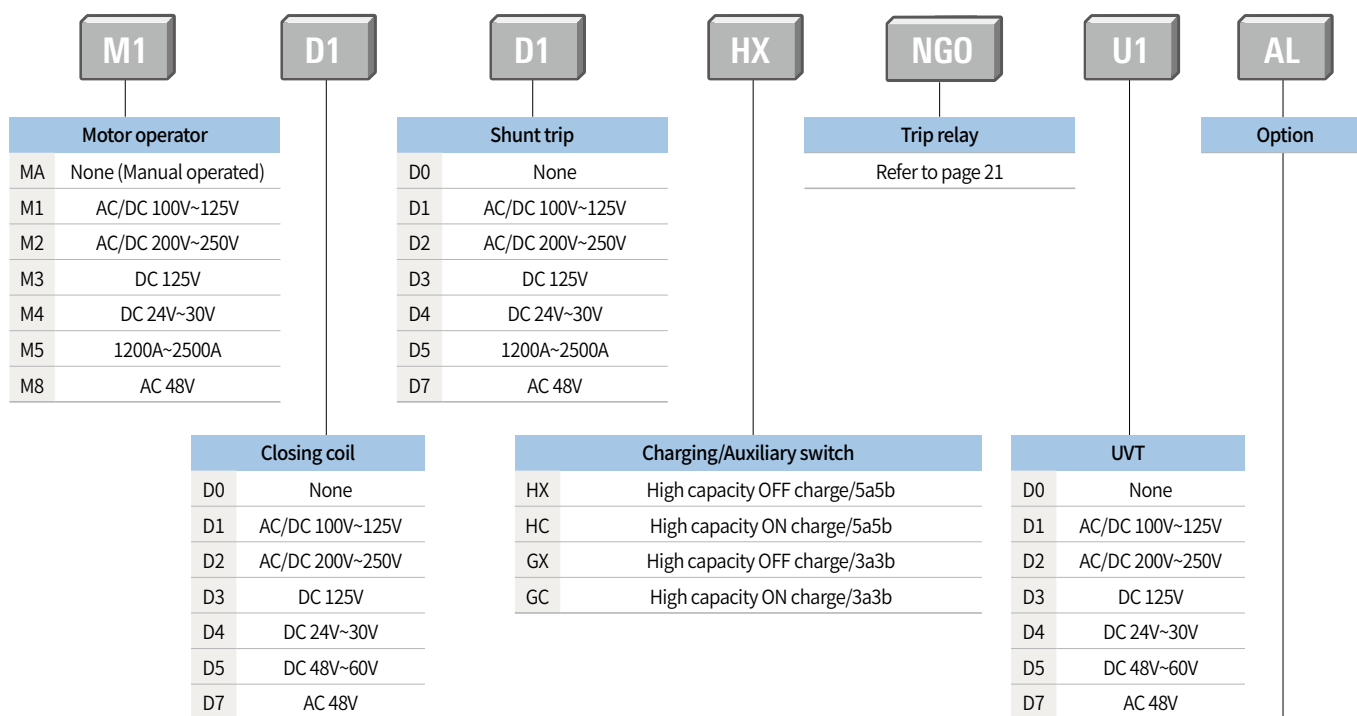 M1 D1 D1 HX NGO U1 AL
Motor operator
MA None (Manual operated)
M1 AC/DC 100V~125V
M2 AC/DC 200V~250V
M3 DC 125V
M4 DC 24V~30V
M5 1200A~2500A
M8 AC 48V
Shunt trip
D0 None
D1 AC/DC 100V~125V
D2 AC/DC 200V~250V
D3 DC 125V
D4 DC 24V~30V
D5 1200A~2500A
D7 AC 48V
Trip relay
Refer to page 21
Option
Closing coil
D0 None
D1 AC/DC 100V~125V
D2 AC/DC 200V~250V
D3 DC 125V
D4 DC 24V~30V
D5 DC 48V~60V
D7 AC 48V
Charging/Auxiliary switch
HX High capacity OFF charge/5a5b
HC High capacity ON charge/5a5b
GX High capacity OFF charge/3a3b
GC High capacity ON charge/3a3b
UVT
D0 None
D1 AC/DC 100V~125V
D2 AC/DC 200V~250V
D3 DC 125V
D4 DC 24V~30V
D5 DC 48V~60V
D7 AC 48V